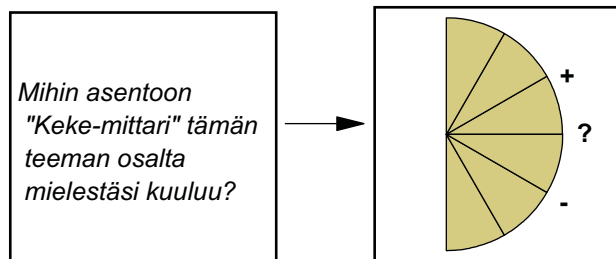 Mihin asentoon
"Keke-mittari" tämän
teeman osalta
mielestäsi kuuluu?
+
?
-